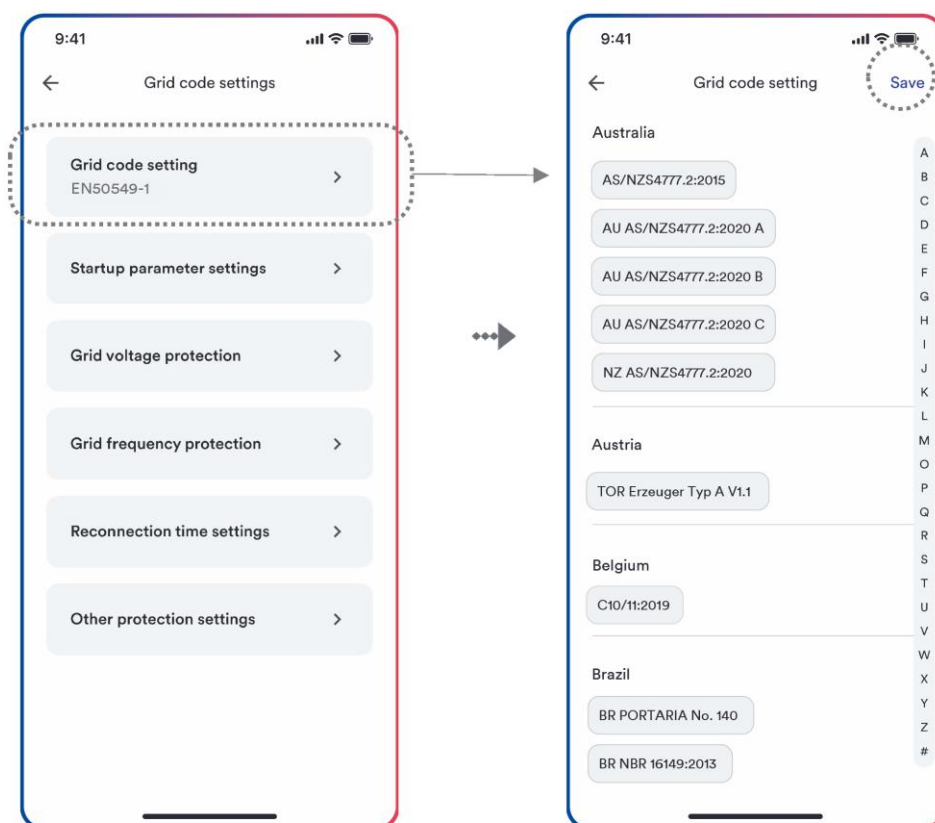 9:41
Grid code settings
Grid code setting
EN50549-1
Startup parameter settings
Grid voltage protection
Grid frequency protection
Reconnection time settings
Other protection settings
9:41
Grid code setting
Save
Australia
AS/NZS4777.2:2015
AU AS/NZS4777.2:2020 A
AU AS/NZS4777.2:2020 B
AU AS/NZS4777.2:2020 C
NZ AS/NZS4777.2:2020
Austria
TOR Erzeuger Typ A V1.1
Belgium
C10/11:2019
Brazil
BR PORTARIA No. 140
BR NBR 16149:2013
A
B
C
D
E
F
G
H
I
J
K
L
M
O
P
Q
R
S
T
U
V
W
X
Y
Z
#